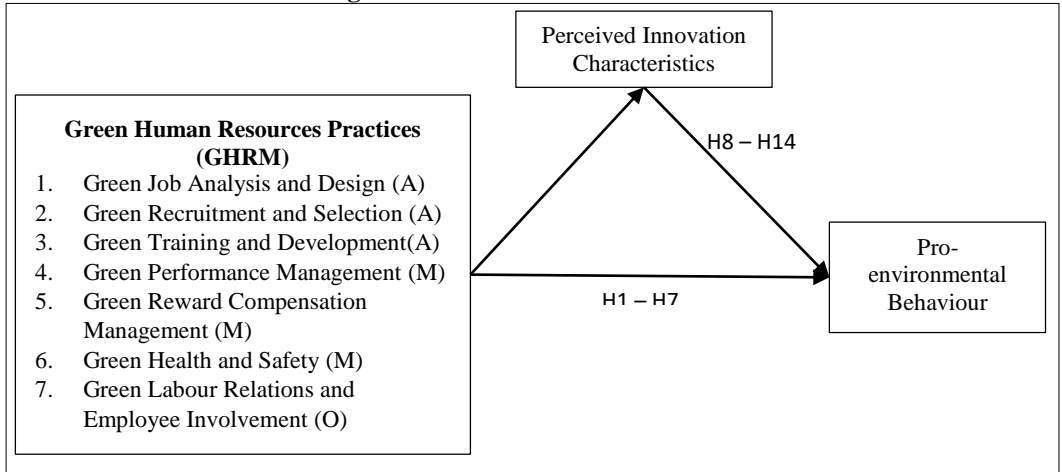 Perceived Innovation
Characteristics
Green Human Resources Practices
(GHRM)
1. Green Job Analysis and Design (A)
2. Green Recruitment and Selection (A)
3. Green Training and Development(A)
4. Green Performance Management (M)
5. Green Reward Compensation
Management (M)
6. Green Health and Safety (M)
7. Green Labour Relations and
Employee Involvement (O)
H8 – H14
H1 – H7
Pro-
environmental
Behaviour